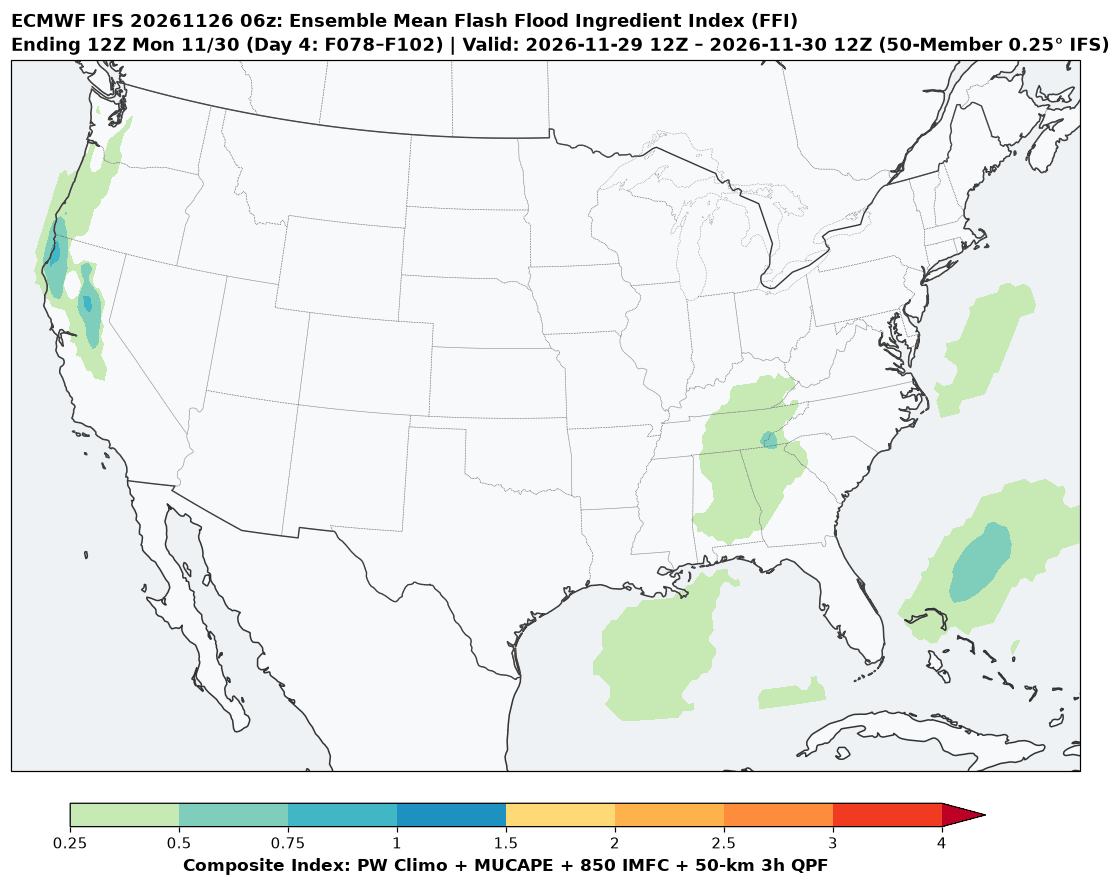 ECMWF IFS 20261126 06z: Ensemble Mean Flash Flood Ingredient Index (FFI)
Ending 12Z Mon 11/30 (Day 4: F078–F102) | Valid: 2026-11-29 12Z – 2026-11-30 12Z (50-Member 0.25° IFS)
0.25 0.5 0.75 1 1.5 2 2.5 3 4
Composite Index: PW Climo + MUCAPE + 850 IMFC + 50-km 3h QPF